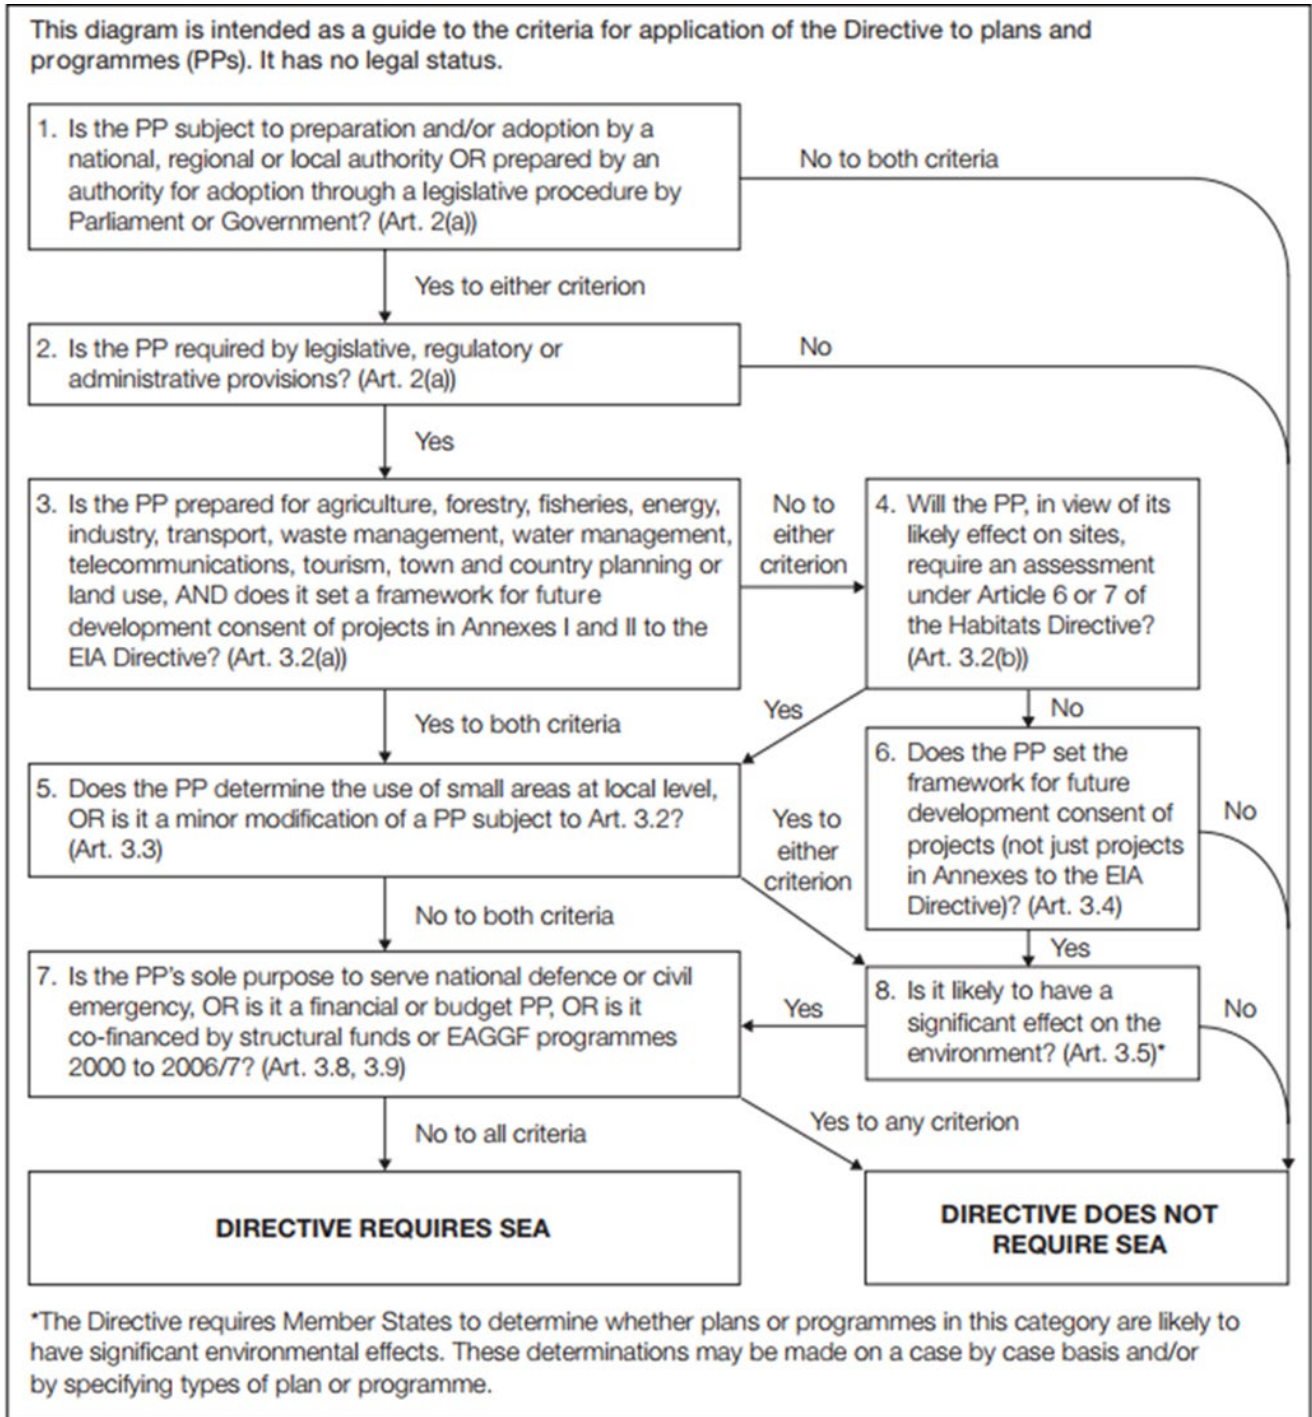 This diagram is intended as a guide to the criteria for application of the Directive to plans and
programmes (PPs). It has no legal status.
1. Is the PP subject to preparation and/or adoption by a
national, regional or local authority OR prepared by an
authority for adoption through a legislative procedure by
Parliament or Government? (Art. 2(a))
No to both criteria
Yes to either criterion
2. Is the PP required by legislative, regulatory or
administrative provisions? (Art. 2(a))
No
Yes
3. Is the PP prepared for agriculture, forestry, fisheries, energy,
industry, transport, waste management, water management,
telecommunications, tourism, town and country planning or
land use, AND does it set a framework for future
development consent of projects in Annexes I and II to the
EIA Directive? (Art. 3.2(a))
No to
either
criterion
4. Will the PP, in view of its
likely effect on sites,
require an assessment
under Article 6 or 7 of
the Habitats Directive?
(Art. 3.2(b))
Yes to both criteria
Yes
No
5. Does the PP determine the use of small areas at local level,
OR is it a minor modification of a PP subject to Art. 3.2?
(Art. 3.3)
Yes to
either
criterion
6. Does the PP set the
framework for future
development consent of
projects (not just projects
in Annexes to the EIA
Directive)? (Art. 3.4)
No
No to both criteria
Yes
7. Is the PP's sole purpose to serve national defence or civil
emergency, OR is it a financial or budget PP, OR is it
co-financed by structural funds or EAGGF programmes
2000 to 2006/7? (Art. 3.8, 3.9)
Yes
8. Is it likely to have a
significant effect on the
environment? (Art. 3.5)*
No
No to all criteria
Yes to any criterion
DIRECTIVE REQUIRES SEA
DIRECTIVE DOES NOT
REQUIRE SEA
*The Directive requires Member States to determine whether plans or programmes in this category are likely to
have significant environmental effects. These determinations may be made on a case by case basis and/or
by specifying types of plan or programme.